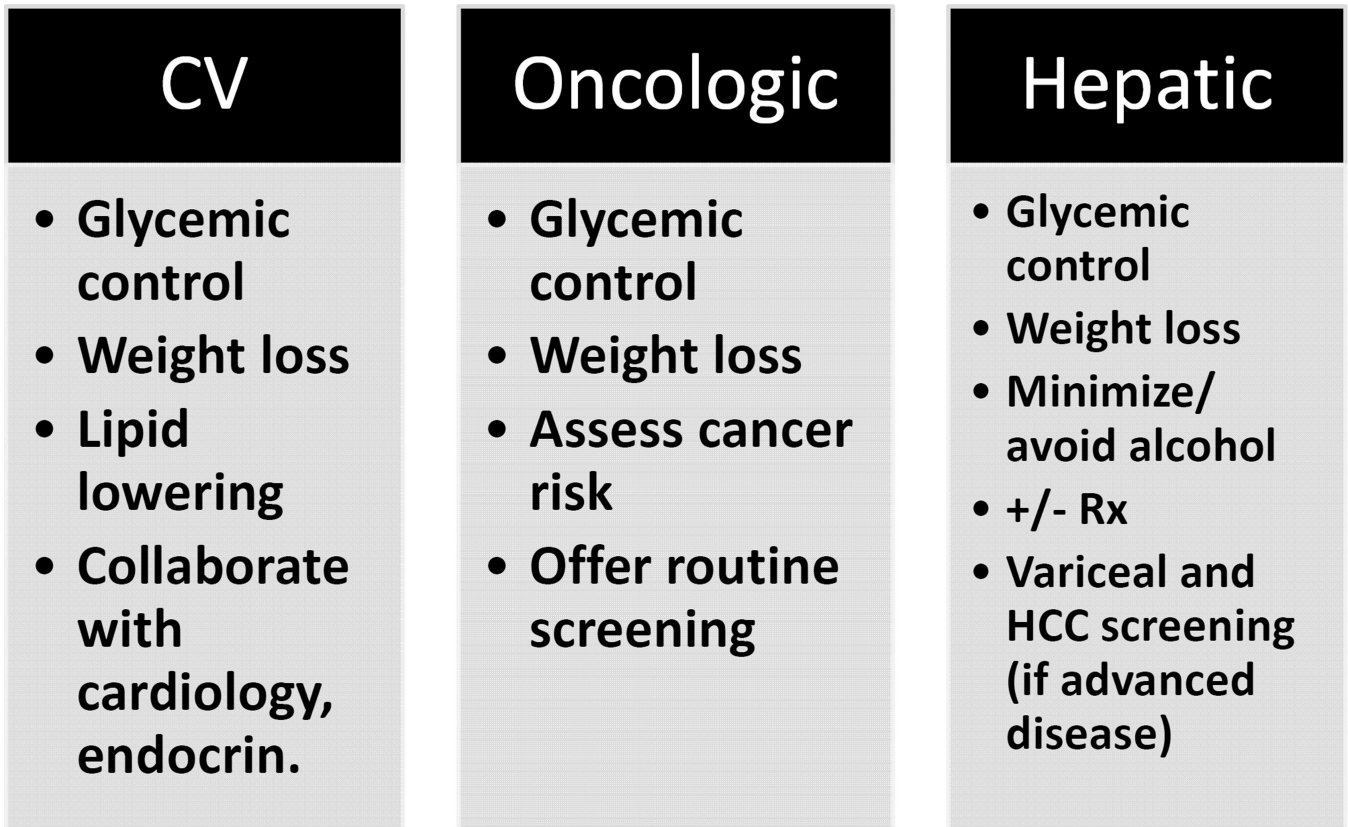 CV
• Glycemic
control
• Weight loss
• Lipid
lowering
• Collaborate
with
cardiology,
endocrin.
Oncologic
• Glycemic
control
• Weight loss
• Assess cancer
risk
• Offer routine
screening
Hepatic
• Glycemic
control
• Weight loss
• Minimize/
avoid alcohol
• +/- Rx
• Variceal and
HCC screening
(if advanced
disease)